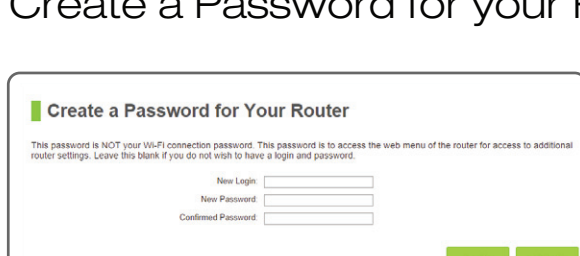 Create a Password for your
Create a Password for Your Router
This password is NOT your Wi-Fi connection password. This password is to access the web menu of the router for access to additional
router settings. Leave this blank if you do not wish to have a login and password.
New Login:
New Password:
Confirmed Password: